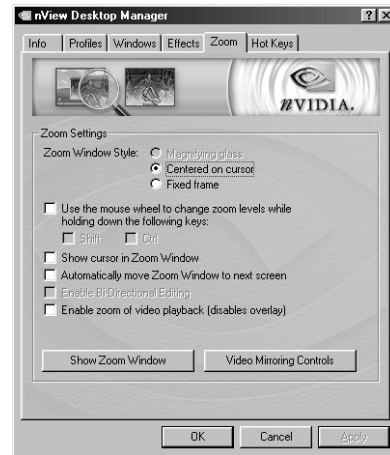 nView Desktop Manager
Info Profiles Windows Effects Zoom Hot Keys
nVIDIA.
Zoom Settings
Zoom Window Style: Magnifying glass
Centered on cursor
Fixed frame
Use the mouse wheel to change zoom levels while
holding down the following keys:
Shift Ctrl
Show cursor in Zoom Window
Automatically move Zoom Window to next screen
Enable Bi-Directional Editing
Enable zoom of video playback (disables overlay)
Show Zoom Window Video Mirroring Controls
OK Cancel Apply